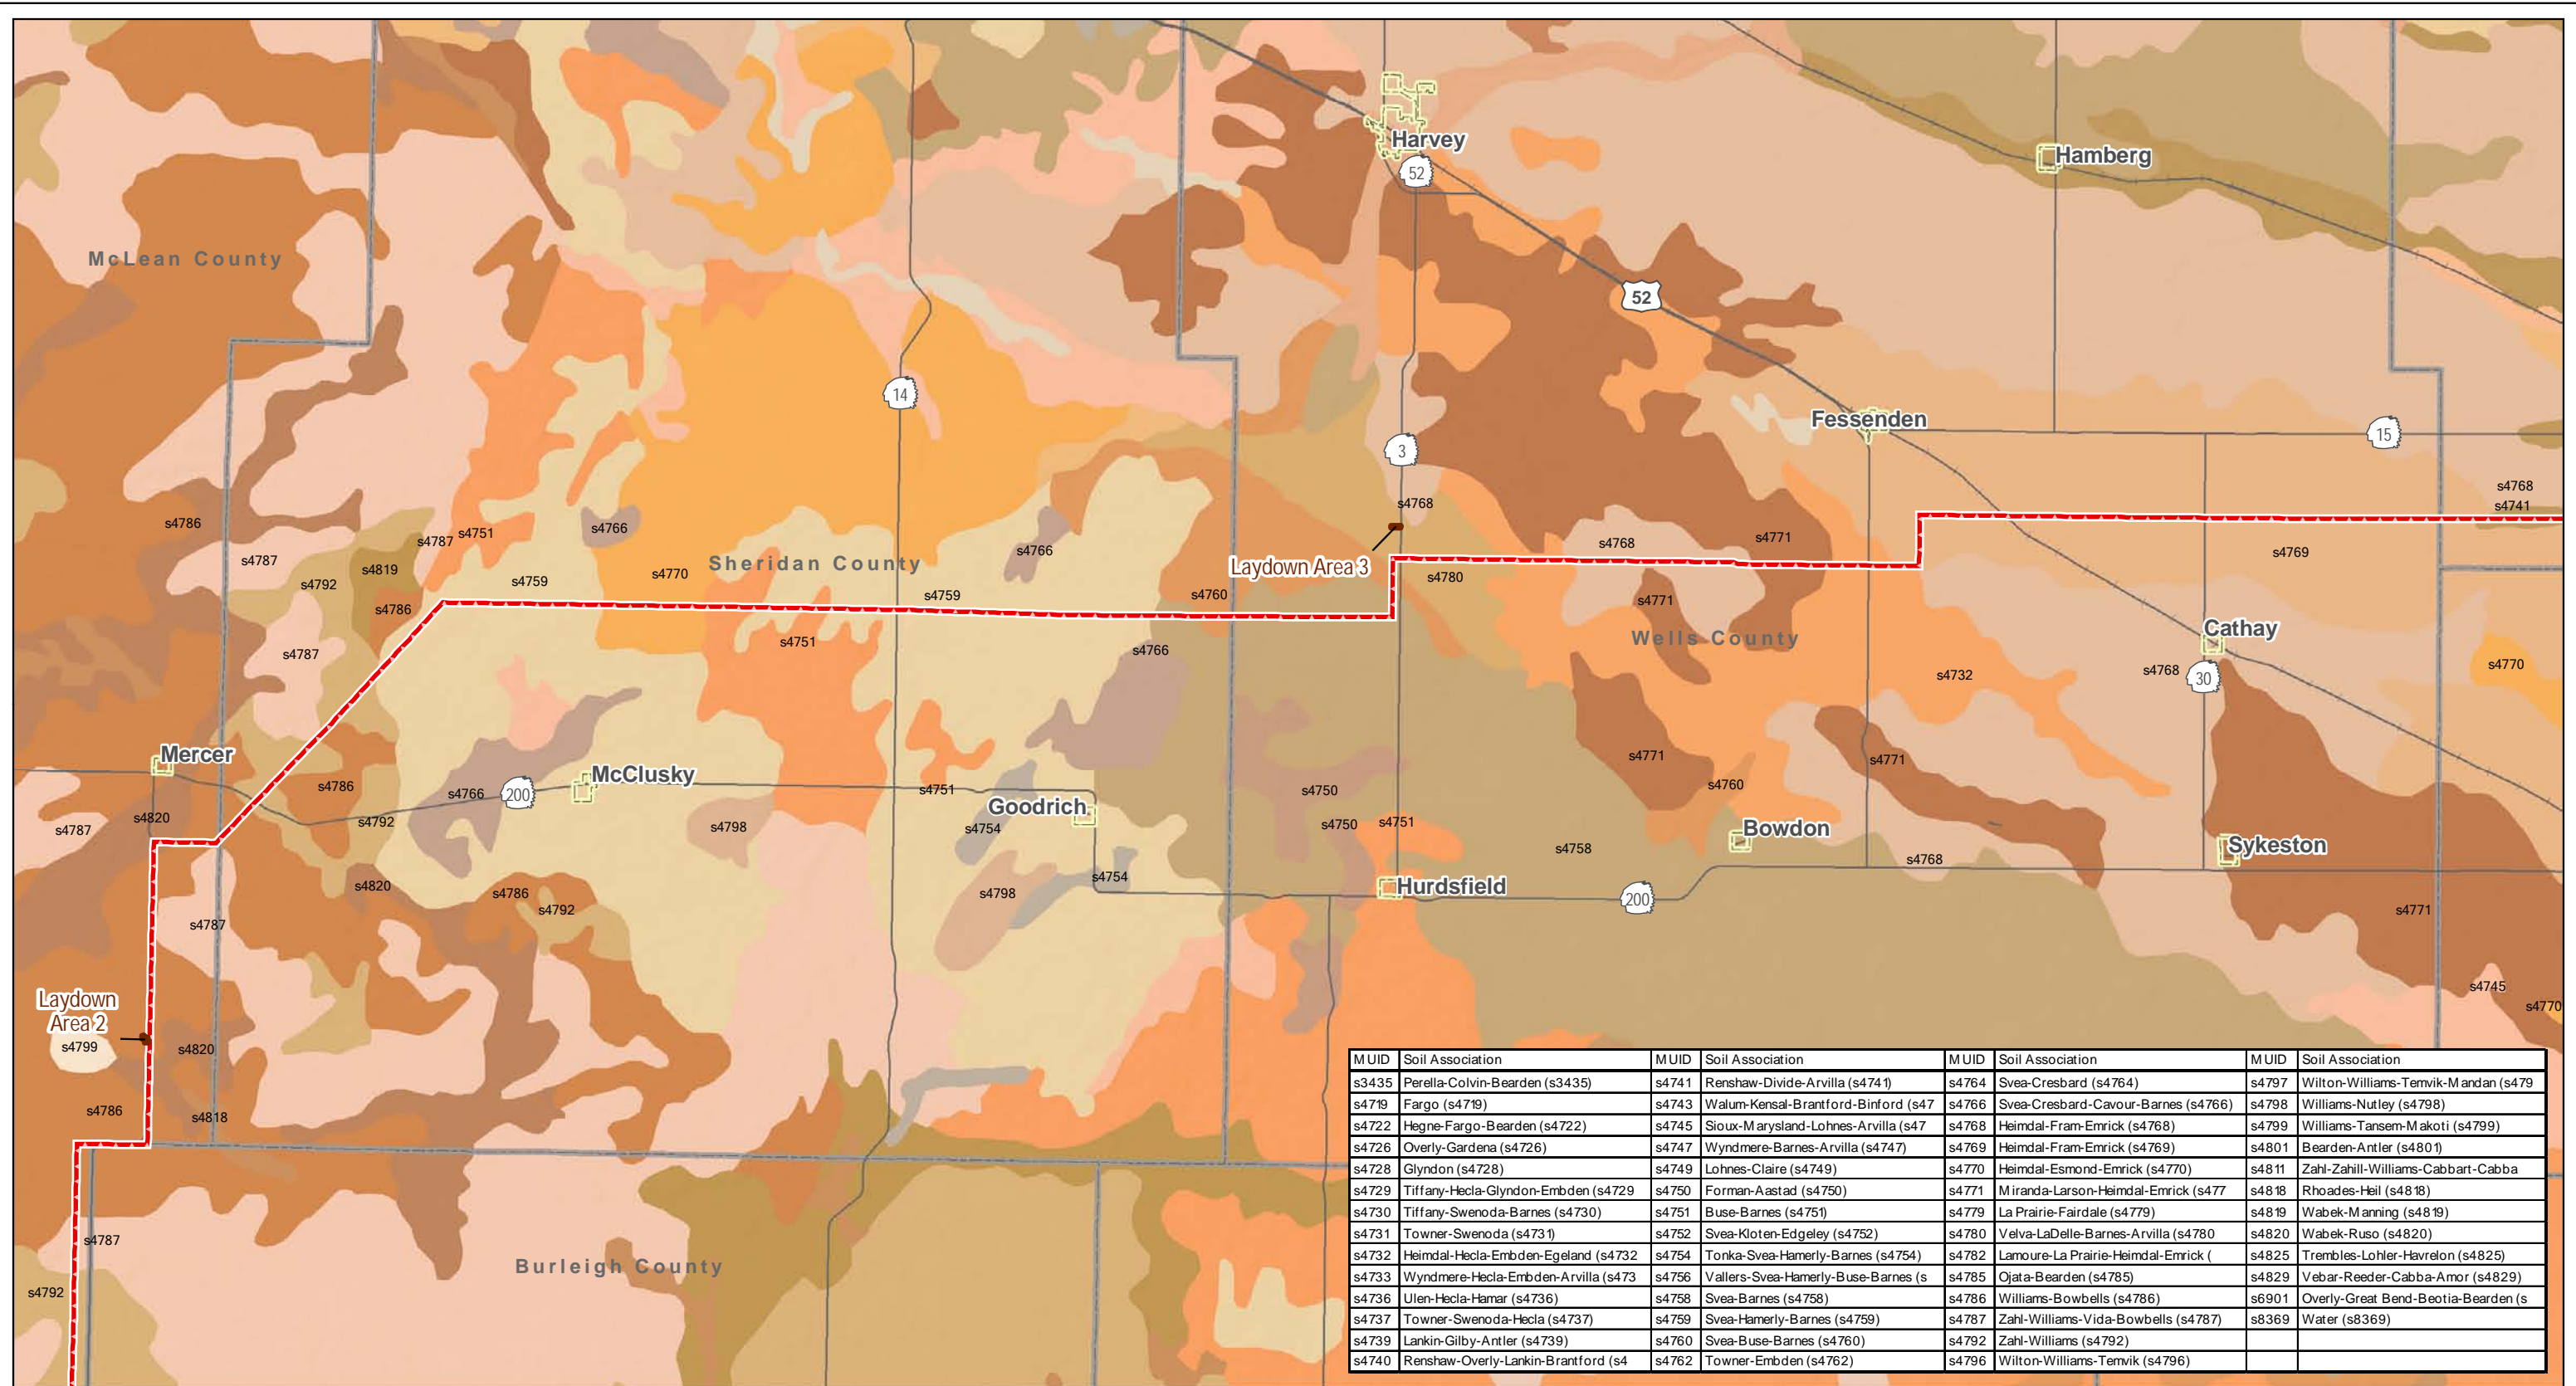 Harvey
52
Hamberg
McLean County
52
14
Fessenden
15
3
s4768
s4768
s4741
s4786
s4751
s4766
s4787
s4768
s4771
s4766
s4769
s4787
Sheridan County
Laydown Area 3
s4819
s4770
s4780
s4792
s4759
s4759
s4760
s4771
s4786
s4751
Wells County
Cathay
s4787
s4766
s4770
s4768
s4732
30
Mercer
s4771
s4771
McClusky
s4786
s4760
s4751
s4750
s4766
200
Goodrich
s4820
s4792
s4751
s4750
s4798
s4754
Bowdon
s4787
Sykeston
s4758
s4768
s4754
s4820
Hurdsfield
s4786
s4798
200
s4792
s4771
s4787
s4745
Laydown
Area 2
s4770
s4799
s4820
s4786
s4818
s4787
Burleigh County
s4792
MUID Soil Association MUID Soil Association MUID Soil Association MUID Soil Association
s3435 Perella-Colvin-Bearden (s3435) s4741 Renshaw-Divide-Arvilla (s4741) s4764 Svea-Cresbard (s4764) s4797 Wilton-Williams-Temvik-Mandan (s479
s4719 Fargo (s4719) s4743 Walum-Kensal-Brantford-Binford (s47 s4766 Svea-Cresbard-Cavour-Barnes (s4766) s4798 Williams-Nutley (s4798)
s4722 Hegne-Fargo-Bearden (s4722) s4745 Sioux-Marysland-Lohnes-Arvilla (s47 s4768 Heimdal-Fram-Emrick (s4768) s4799 Williams-Tansem-Makoti (s4799)
s4726 Overly-Gardena (s4726) s4747 Wyndmere-Barnes-Arvilla (s4747) s4769 Heimdal-Fram-Emrick (s4769) s4801 Bearden-Antler (s4801)
s4728 Glyndon (s4728) s4749 Lohnes-Claire (s4749) s4770 Heimdal-Esmond-Emrick (s4770) s4811 Zahl-Zahill-Williams-Cabbart-Cabba
s4729 Tiffany-Hecla-Glyndon-Embden (s4729 s4750 Forman-Aastad (s4750) s4771 Miranda-Larson-Heimdal-Emrick (s477 s4818 Rhoades-Heil (s4818)
s4730 Tiffany-Swenoda-Barnes (s4730) s4751 Buse-Barnes (s4751) s4779 La Prairie-Fairdale (s4779) s4819 Wabek-Manning (s4819)
s4731 Towner-Swenoda (s4731) s4752 Svea-Kloten-Edgeley (s4752) s4780 Velva-LaDelle-Barnes-Arvilla (s4780 s4820 Wabek-Ruso (s4820)
s4732 Heimdal-Hecla-Embden-Egeland (s4732 s4754 Tonka-Svea-Hamerly-Barnes (s4754) s4782 Lamoure-La Prairie-Heimdal-Emrick ( s4825 Trembles-Lohler-Havrelon (s4825)
s4733 Wyndmere-Hecla-Embden-Arvilla (s473 s4756 Vallers-Svea-Hamerly-Buse-Barnes (s s4785 Ojata-Bearden (s4785) s4829 Vebar-Reeder-Cabba-Amor (s4829)
s4736 Ulen-Hecla-Hamar (s4736) s4758 Svea-Barnes (s4758) s4786 Williams-Bowbells (s4786) s6901 Overly-Great Bend-Beotia-Bearden (s
s4737 Towner-Swenoda-Hecla (s4737) s4759 Svea-Hamerly-Barnes (s4759) s4787 Zahl-Williams-Vida-Bowbells (s4787) s8369 Water (s8369)
s4739 Lankin-Gilby-Antler (s4739) s4760 Svea-Buse-Barnes (s4760) s4792 Zahl-Williams (s4792)
s4740 Renshaw-Overly-Lankin-Brantford (s4 s4762 Towner-Embden (s4762) s4796 Wilton-Williams-Temvik (s4796)